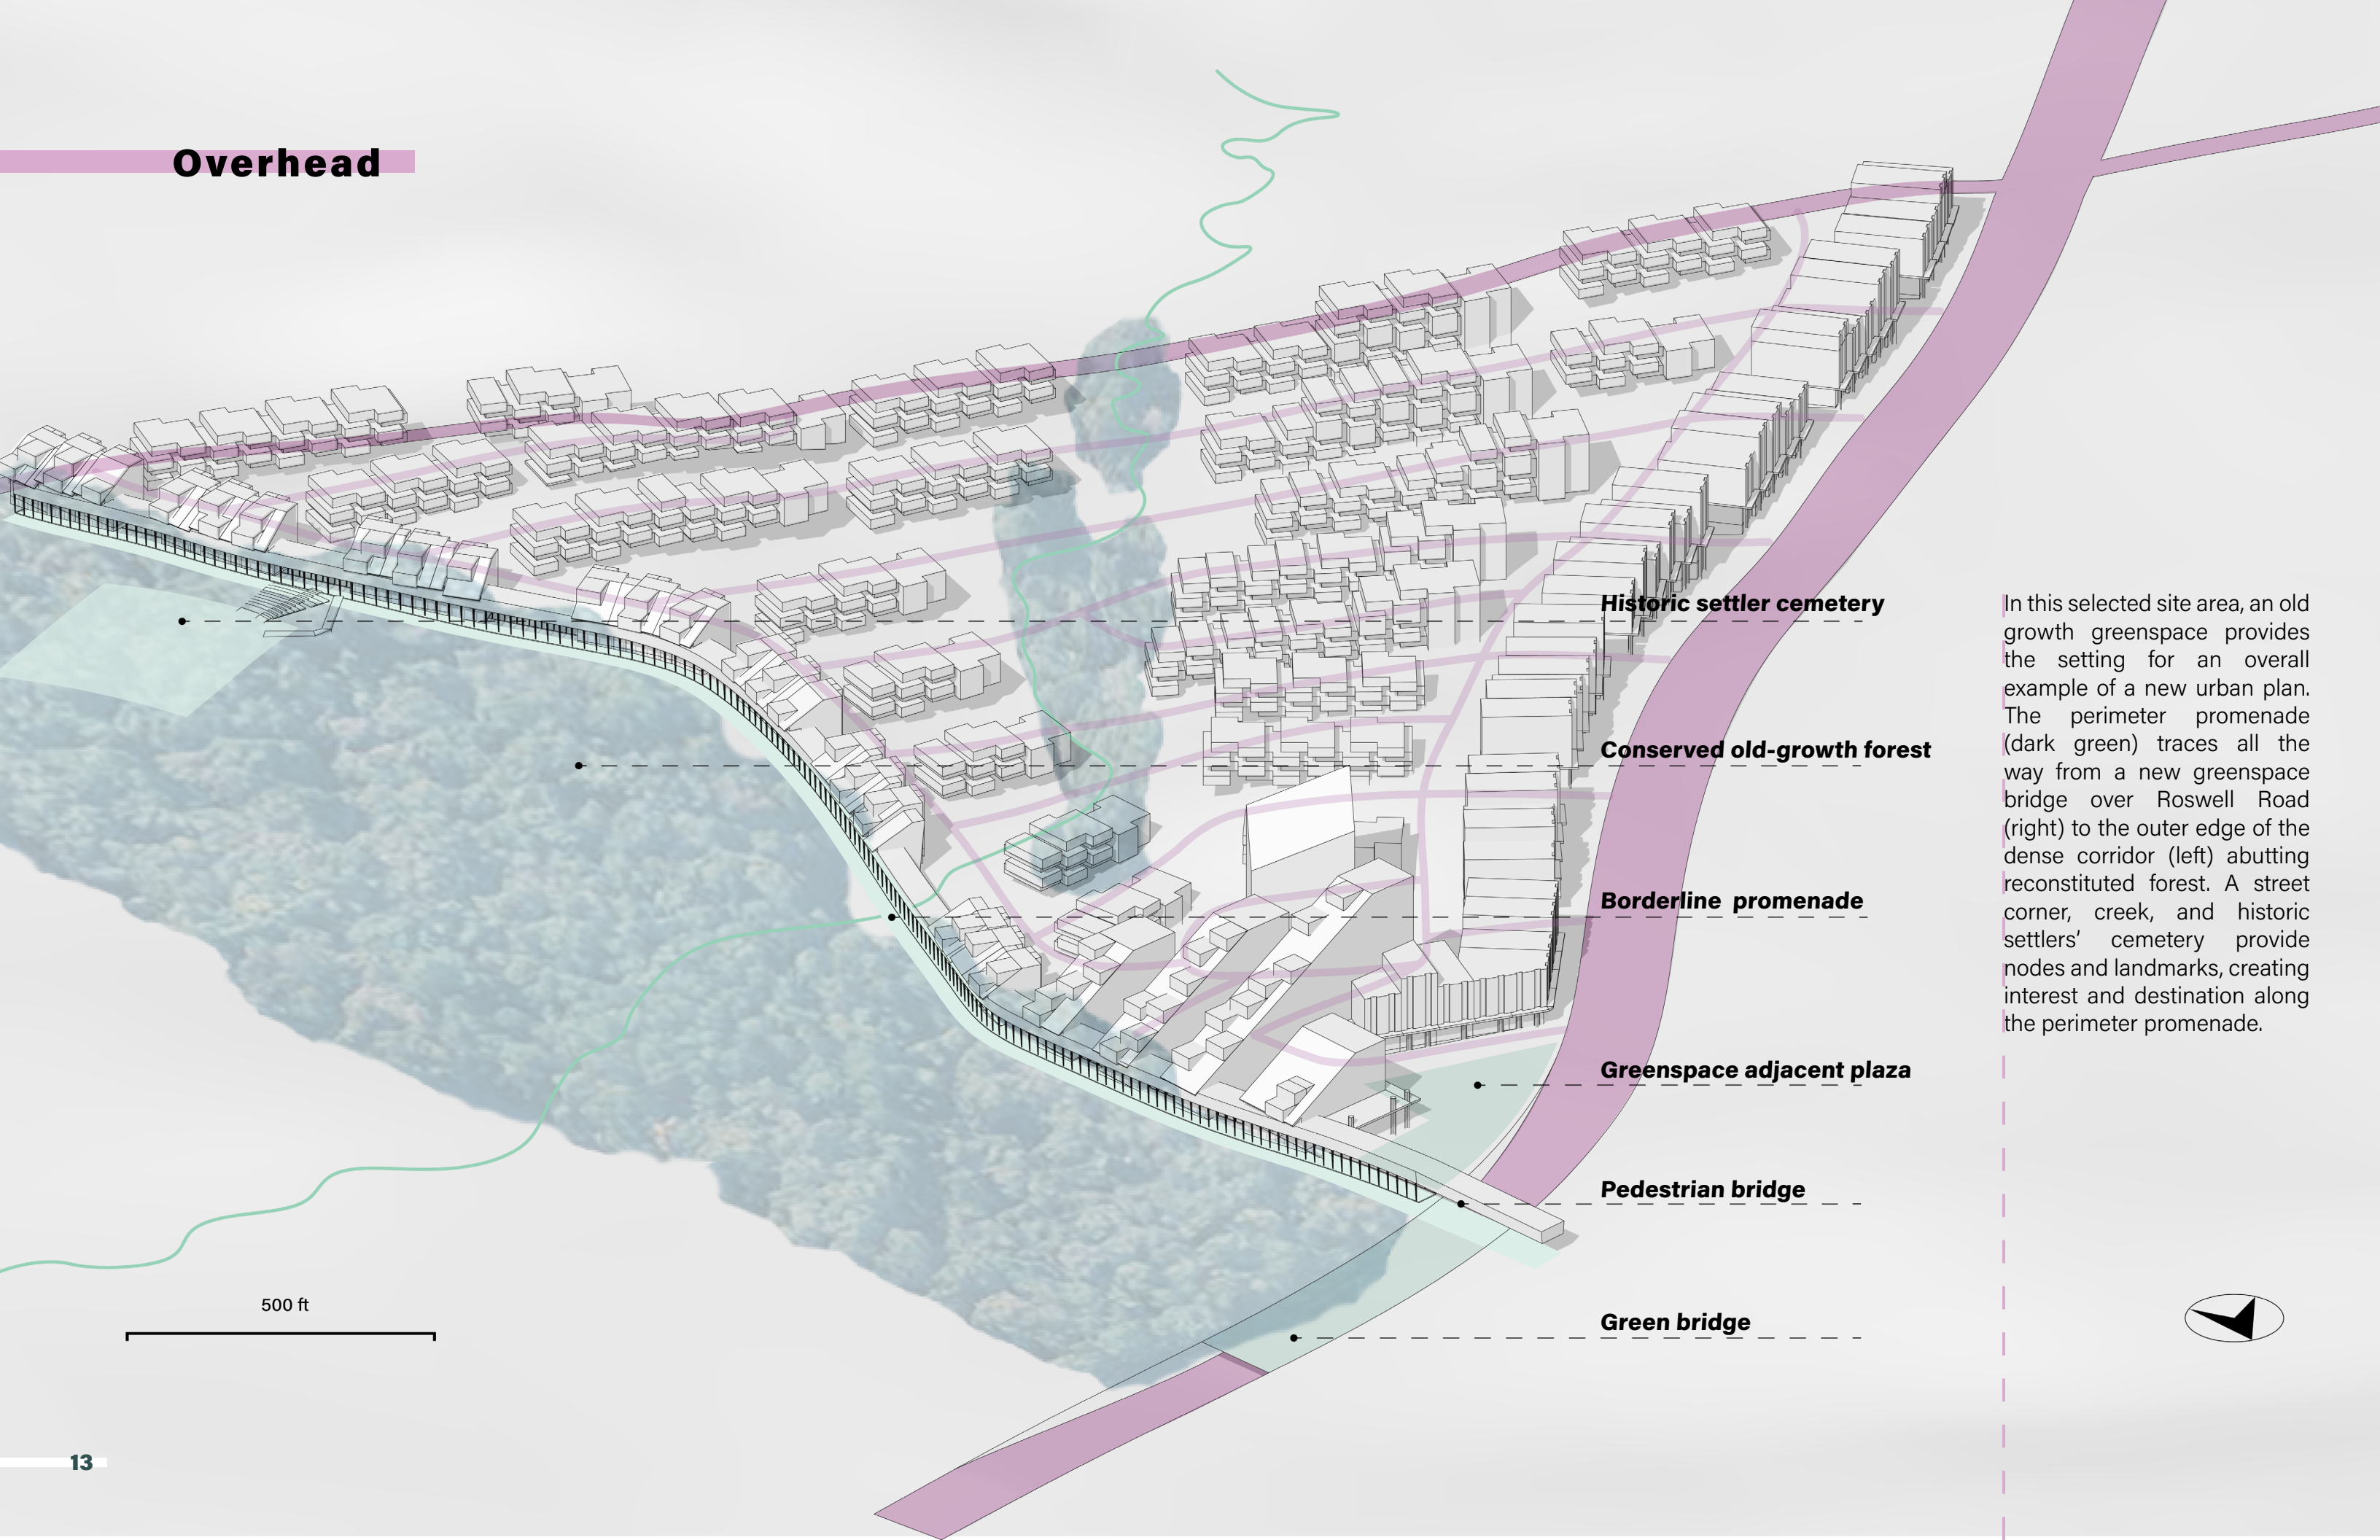 Overhead
Historic settler cemetery
Conserved old-growth forest
Borderline promenade
Greenspace adjacent plaza
Pedestrian bridge
Green bridge
In this selected site area, an old
growth greenspace provides
the setting for an overall
example of a new urban plan.
The perimeter promenade
(dark green) traces all the
way from a new greenspace
bridge over Roswell Road
(right) to the outer edge of the
dense corridor (left) abutting
reconstituted forest. A street
corner, creek, and historic
settlers’ cemetery provide
nodes and landmarks, creating
interest and destination along
the perimeter promenade.
500 ft
13